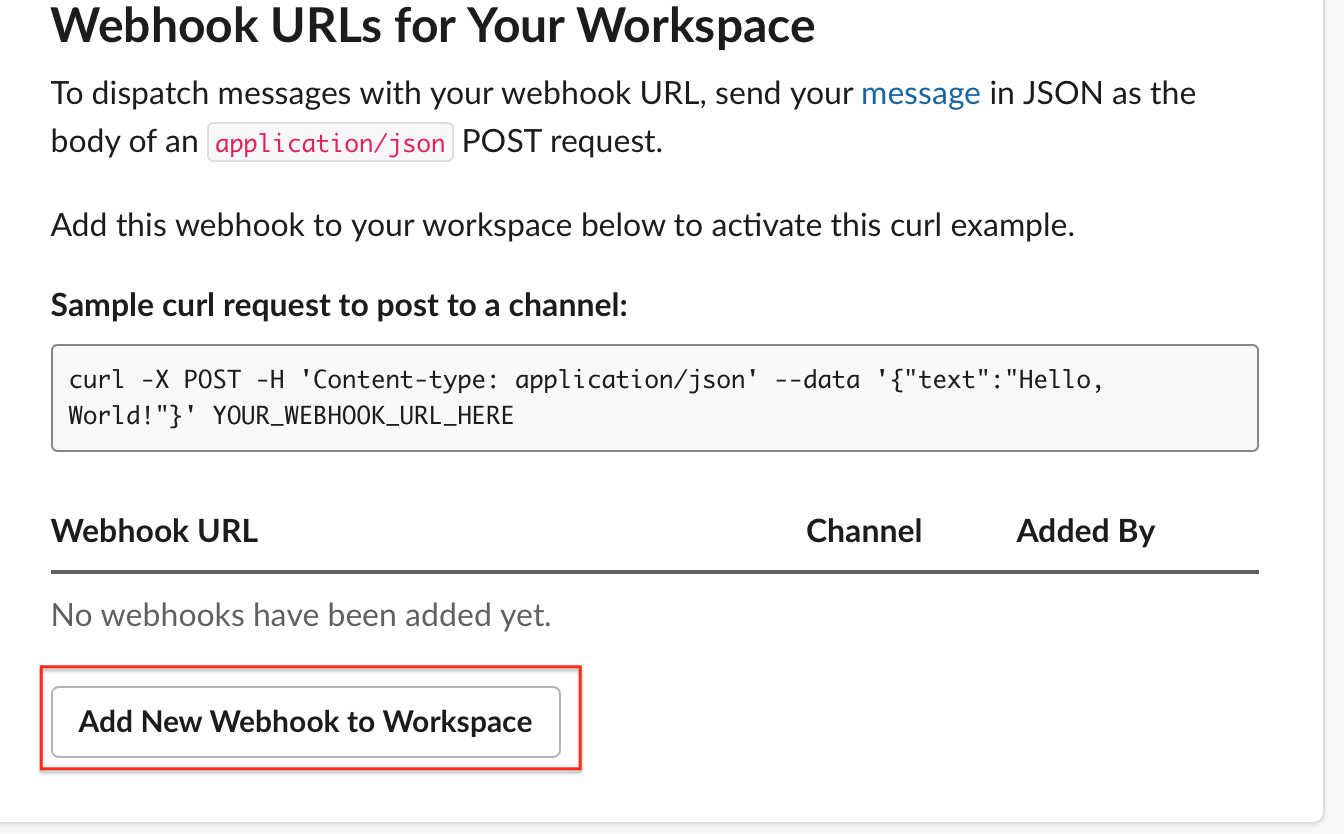 Webhook URLs for Your Workspace
To dispatch messages with your webhook URL, send your message in JSON as the
body of an application/json POST request.
Add this webhook to your workspace below to activate this curl example.
Sample curl request to post to a channel:
curl -X POST -H 'Content-type: application/json' --data '{"text":"Hello,
World!"}' YOUR_WEBHOOK_URL_HERE
Webhook URL Channel Added By
No webhooks have been added yet.
Add New Webhook to Workspace